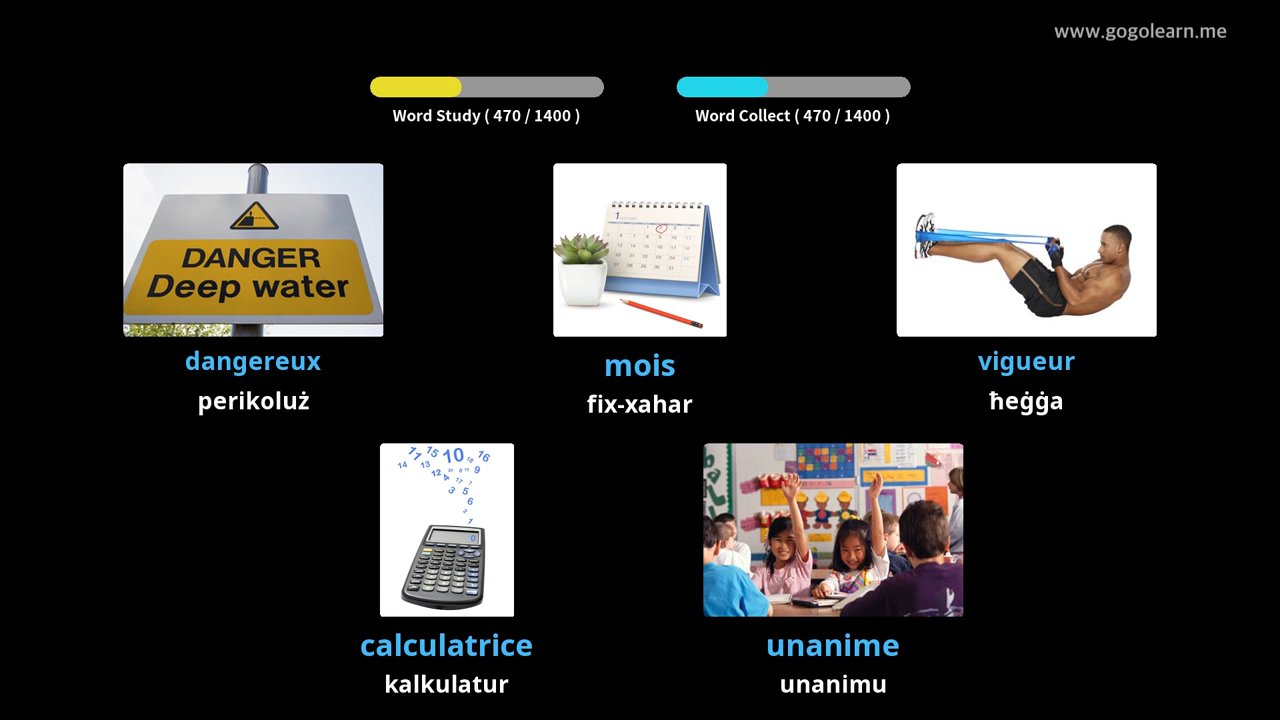 www.gogolearn.me
Word Study ( 470 / 1400 )
Word Collect ( 470 / 1400 )
DANGER
Deep water
dangereux
perikoluż
mois
fix-xahar
vigueur
ħeġġa
calculatrice
kalkulatur
unanime
unanimu